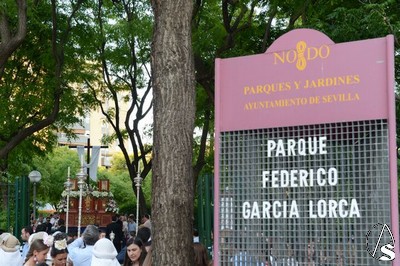 NO8DO
PARQUES Y JARDINES
AYUNTAMIENTO DE SEVILLA
PARQUE
FEDERICO
GARCIA LORCA